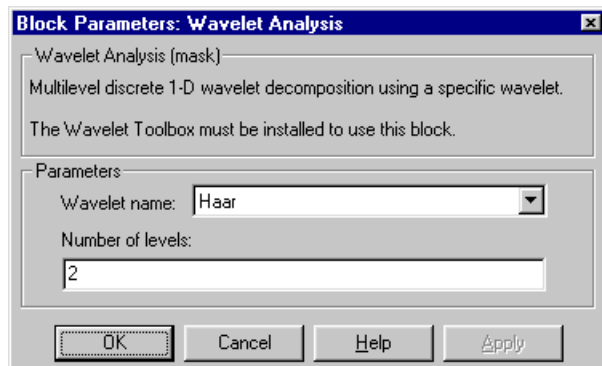 Block Parameters: Wavelet Analysis
Wavelet Analysis (mask)
Multilevel discrete 1-D wavelet decomposition using a specific wavelet.
The Wavelet Toolbox must be installed to use this block.
Parameters
Wavelet name: Haar
Number of levels:
2
OK Cancel Help Apply